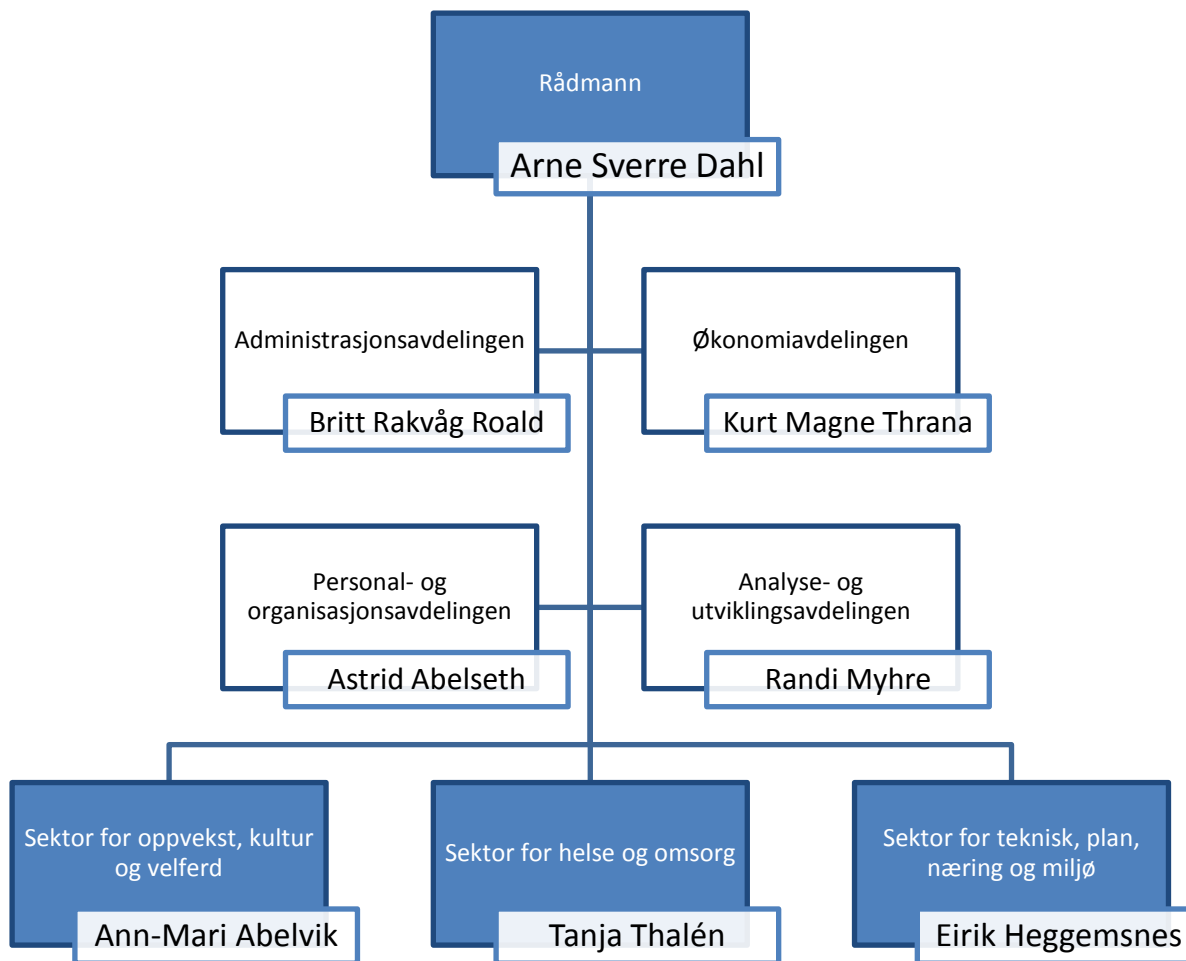 Rådmann
Arne Sverre Dahl
Administrasjonsavdelingen
Britt Rakvåg Roald
Økonomiavdelingen
Kurt Magne Thrana
Personal- og
organisasjonsavdelingen
Astrid Abelseth
Analyse- og
utviklingsavdelingen
Randi Myhre
Sektor for oppvekst, kultur
og velferd
Ann-Mari Abelvik
Sektor for helse og omsorg
Tanja Thalén
Sektor for teknisk, plan,
næring og miljø
Eirik Heggemsnes